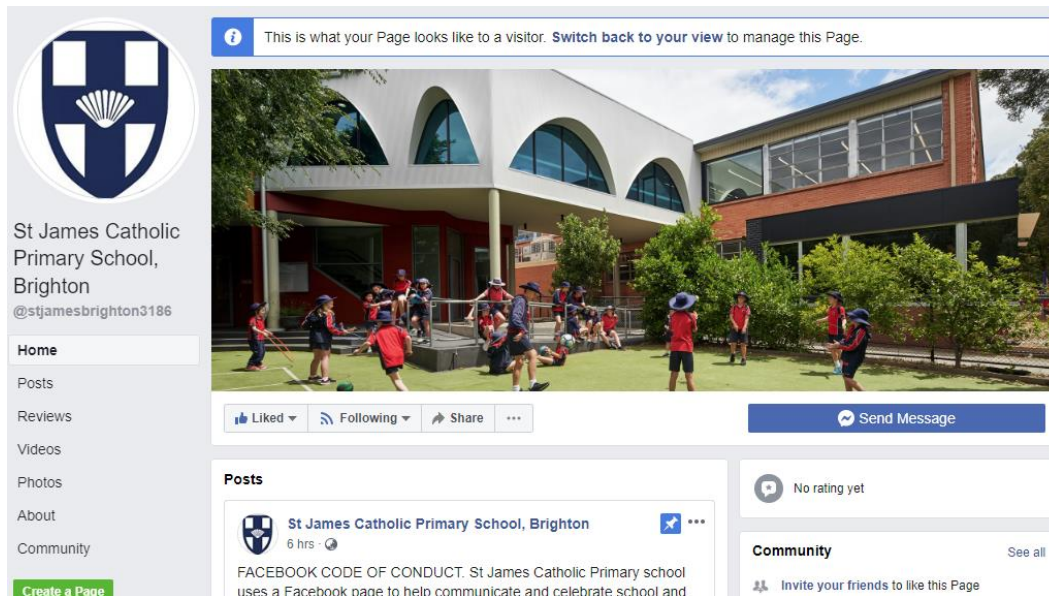 This is what your Page looks like to a visitor. Switch back to your view to manage this Page.
St James Catholic
Primary School,
Brighton
@stjamesbrighton3186
Home
Posts
Reviews
Videos
Photos
About
Community
Create a Page
Liked
Following
Share
Send Message
Posts
St James Catholic Primary School, Brighton
6 hrs ·
FACEBOOK CODE OF CONDUCT. St James Catholic Primary school
uses a Facebook page to help communicate and celebrate school and
No rating yet
Community
See all
Invite your friends to like this Page